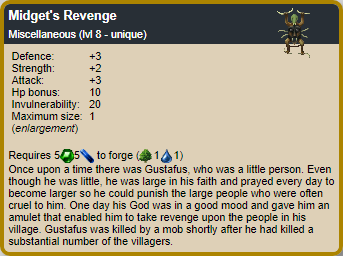 Midget's Revenge
Miscellaneous (lvl 8 - unique)
Defence: +3
Strength: +2
Attack: +3
Hp bonus: 10
Invulnerability: 20
Maximum size: 1
(enlargement)
Requires 5 5 to forge ( 1 1)
Once upon a time there was Gustafus, who was a little person. Even
though he was little, he was large in his faith and prayed every day to
become larger so he could punish the large people who were often
cruel to him. One day his God was in a good mood and gave him an
amulet that enabled him to take revenge upon the people in his
village. Gustafus was killed by a mob shortly after he had killed a
substantial number of the villagers.